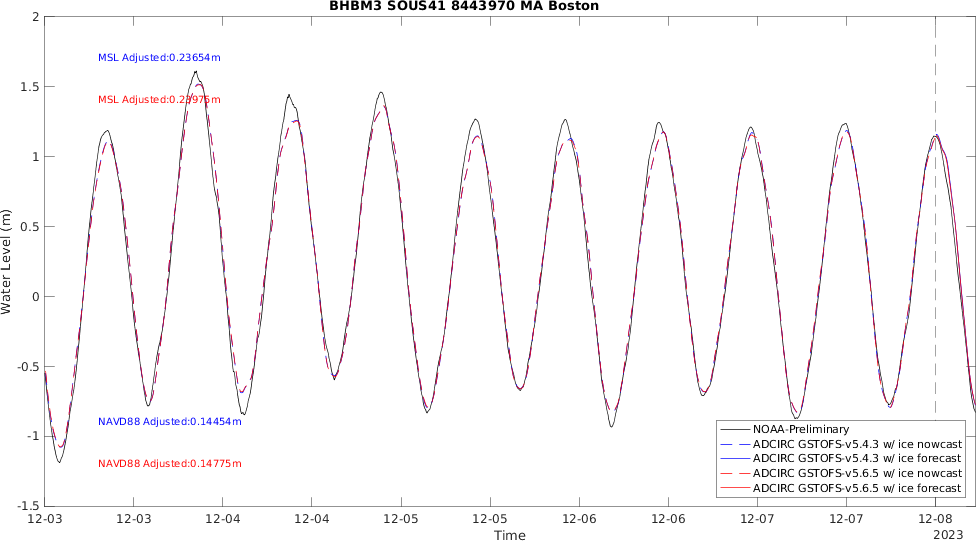 BHBM3 SOUS41 8443970 MA Boston
2
1.5
1
0.5
0
-0.5
-1
-1.5
Water Level (m)
MSL Adjusted:0.23654m
MSL Adjusted:0.23975m
NAVD88 Adjusted:0.14454m
NAVD88 Adjusted:0.14775m
NOAA-Preliminary
ADCIRC GSTOFS-v5.4.3 w/ ice nowcast
ADCIRC GSTOFS-v5.4.3 w/ ice forecast
ADCIRC GSTOFS-v5.6.5 w/ ice nowcast
ADCIRC GSTOFS-v5.6.5 w/ ice forecast
12-03 12-03 12-04 12-04 12-05 12-05 12-06 12-06 12-07 12-07 12-08
Time
2023